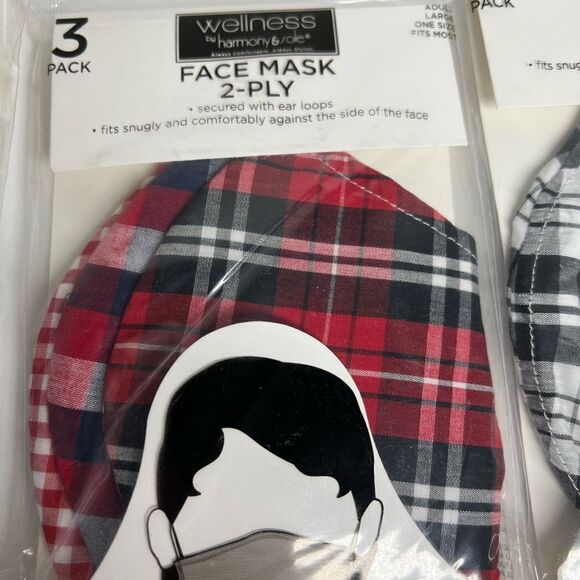 3
PACK
wellness
by harmony & sole
Always Comfortable. Always Stylish.
FACE MASK
2-PLY
• secured with ear loops
• fits snugly and comfortably against the side of the face
ADULT
LARGE
ONE SIZE
FITS MOST
PACK
• fits snugly